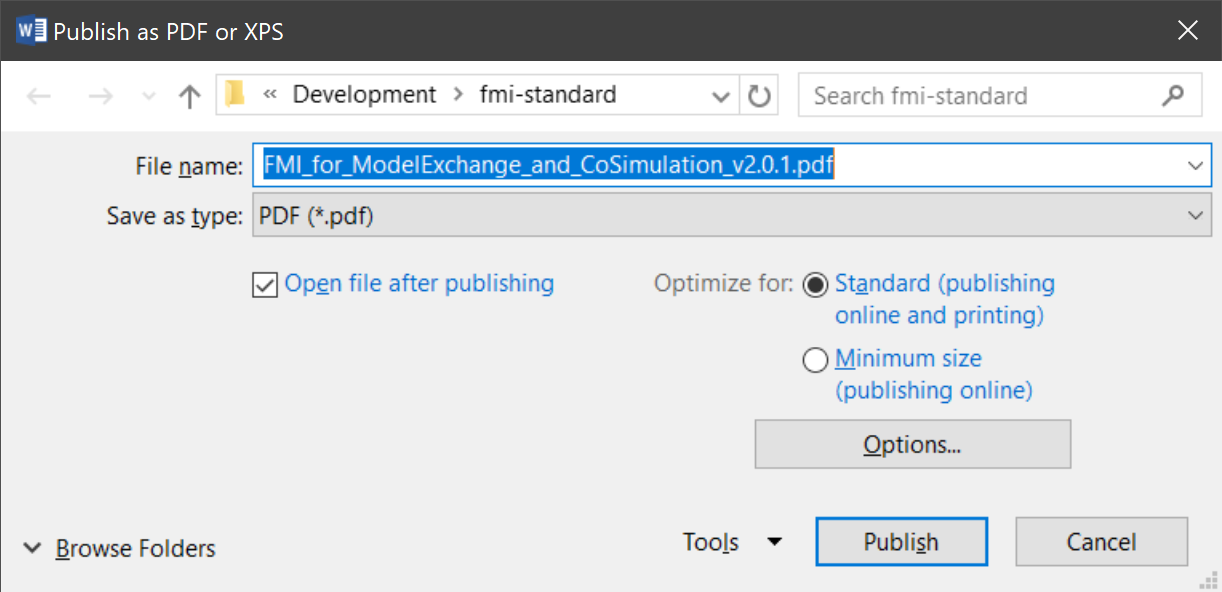 Publish as PDF or XPS
« Development > fmi-standard
Search fmi-standard
File name: FMI_for_ModelExchange_and_CoSimulation_v2.0.1.pdf
Save as type: PDF (*.pdf)
Open file after publishing
Optimize for: Standard (publishing
online and printing)
Minimum size
(publishing online)
Options...
Browse Folders
Tools
Publish
Cancel